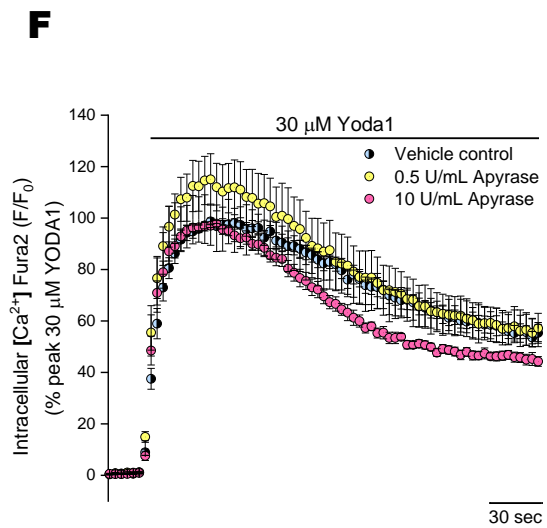 F
30 μM Yoda1
Vehicle control
0.5 U/mL Apyrase
10 U/mL Apyrase
Intracellular [Ca²⁺] Fura2 (F/F₀)
(% peak 30 μM YODA1)
140
120
100
80
60
40
20
0
30 sec